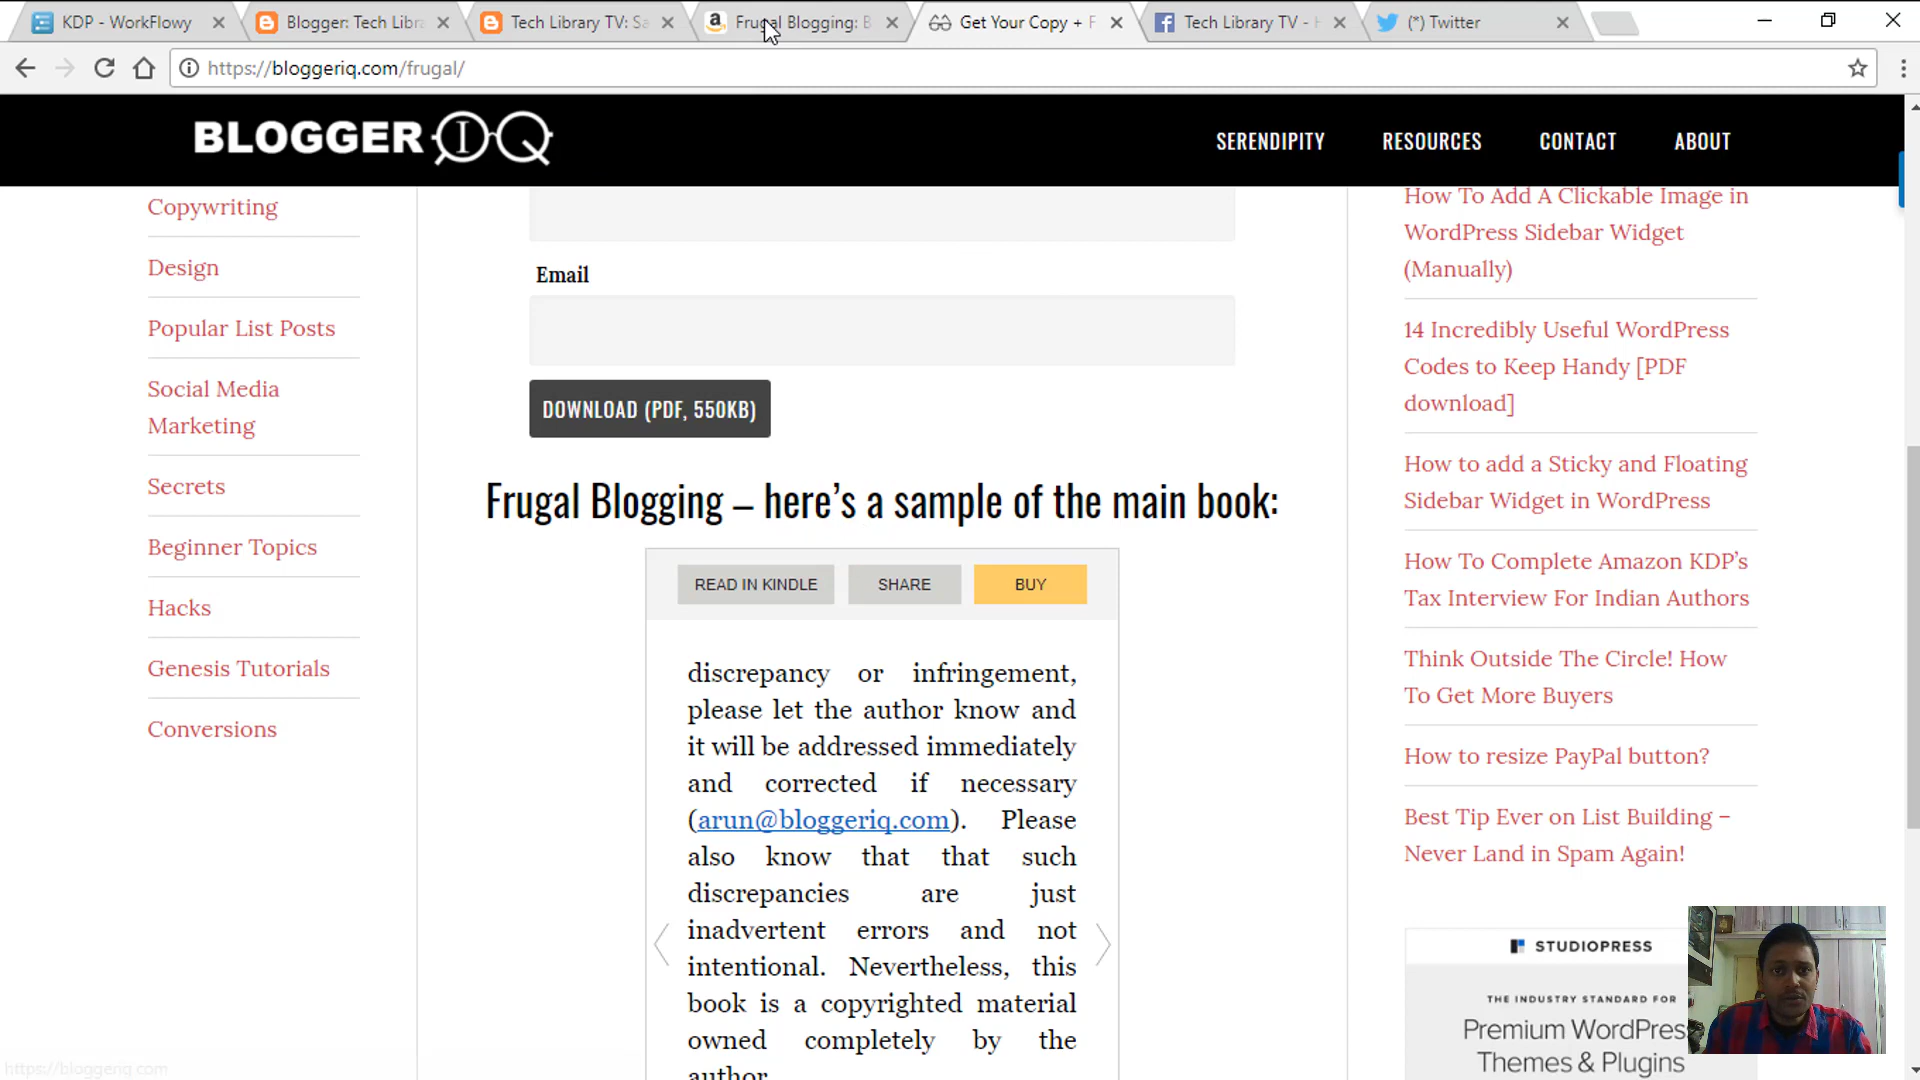 KDP - WorkFlowy
Blogger: Tech Libra
Tech Library TV: Sa
Frugal Blogging: B
Get Your Copy + F
Tech Library TV - H
(*) Twitter
https://bloggeriq.com/frugal/
BLOGGER IQ
SERENDIPITY
RESOURCES
CONTACT
ABOUT
Copywriting
Design
Popular List Posts
Social Media
Marketing
Secrets
Beginner Topics
Hacks
Genesis Tutorials
Conversions
Email
DOWNLOAD (PDF, 550KB)
Frugal Blogging – here’s a sample of the main book:
READ IN KINDLE
SHARE
BUY
discrepancy or infringement,
please let the author know and
it will be addressed immediately
and corrected if necessary
(arun@bloggeriq.com). Please
also know that that such
discrepancies are just
inadvertent errors and not
intentional. Nevertheless, this
book is a copyrighted material
owned completely by the
author.
How To Add A Clickable Image in
WordPress Sidebar Widget
(Manually)
14 Incredibly Useful WordPress
Codes to Keep Handy [PDF
download]
How to add a Sticky and Floating
Sidebar Widget in WordPress
How To Complete Amazon KDP’s
Tax Interview For Indian Authors
Think Outside The Circle! How
To Get More Buyers
How to resize PayPal button?
Best Tip Ever on List Building –
Never Land in Spam Again!
STUDIOPRESS
THE INDUSTRY STANDARD FOR
Premium WordPres
Themes & Plugins
https://bloggeriq.com